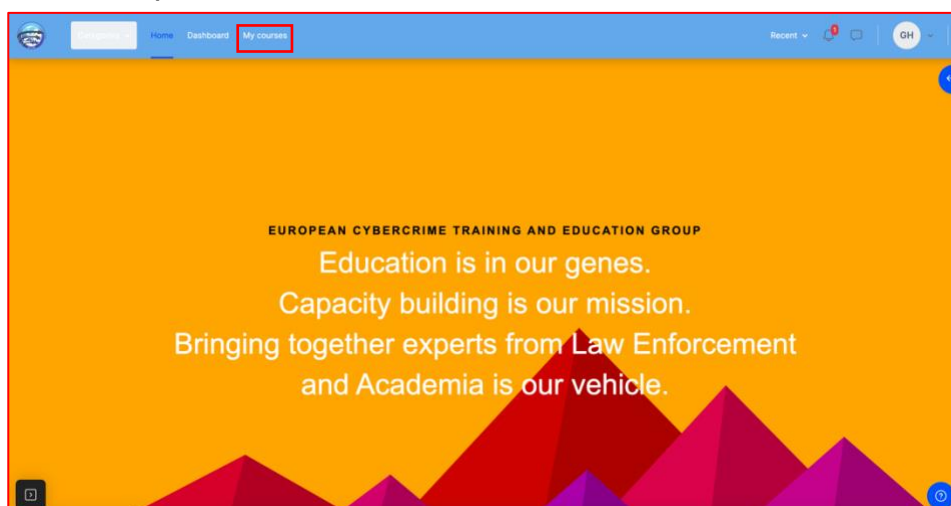 Home
Dashboard
My courses
Recent
1
GH
EUROPEAN CYBERCRIME TRAINING AND EDUCATION GROUP
Education is in our genes.
Capacity building is our mission.
Bringing together experts from Law Enforcement
and Academia is our vehicle.